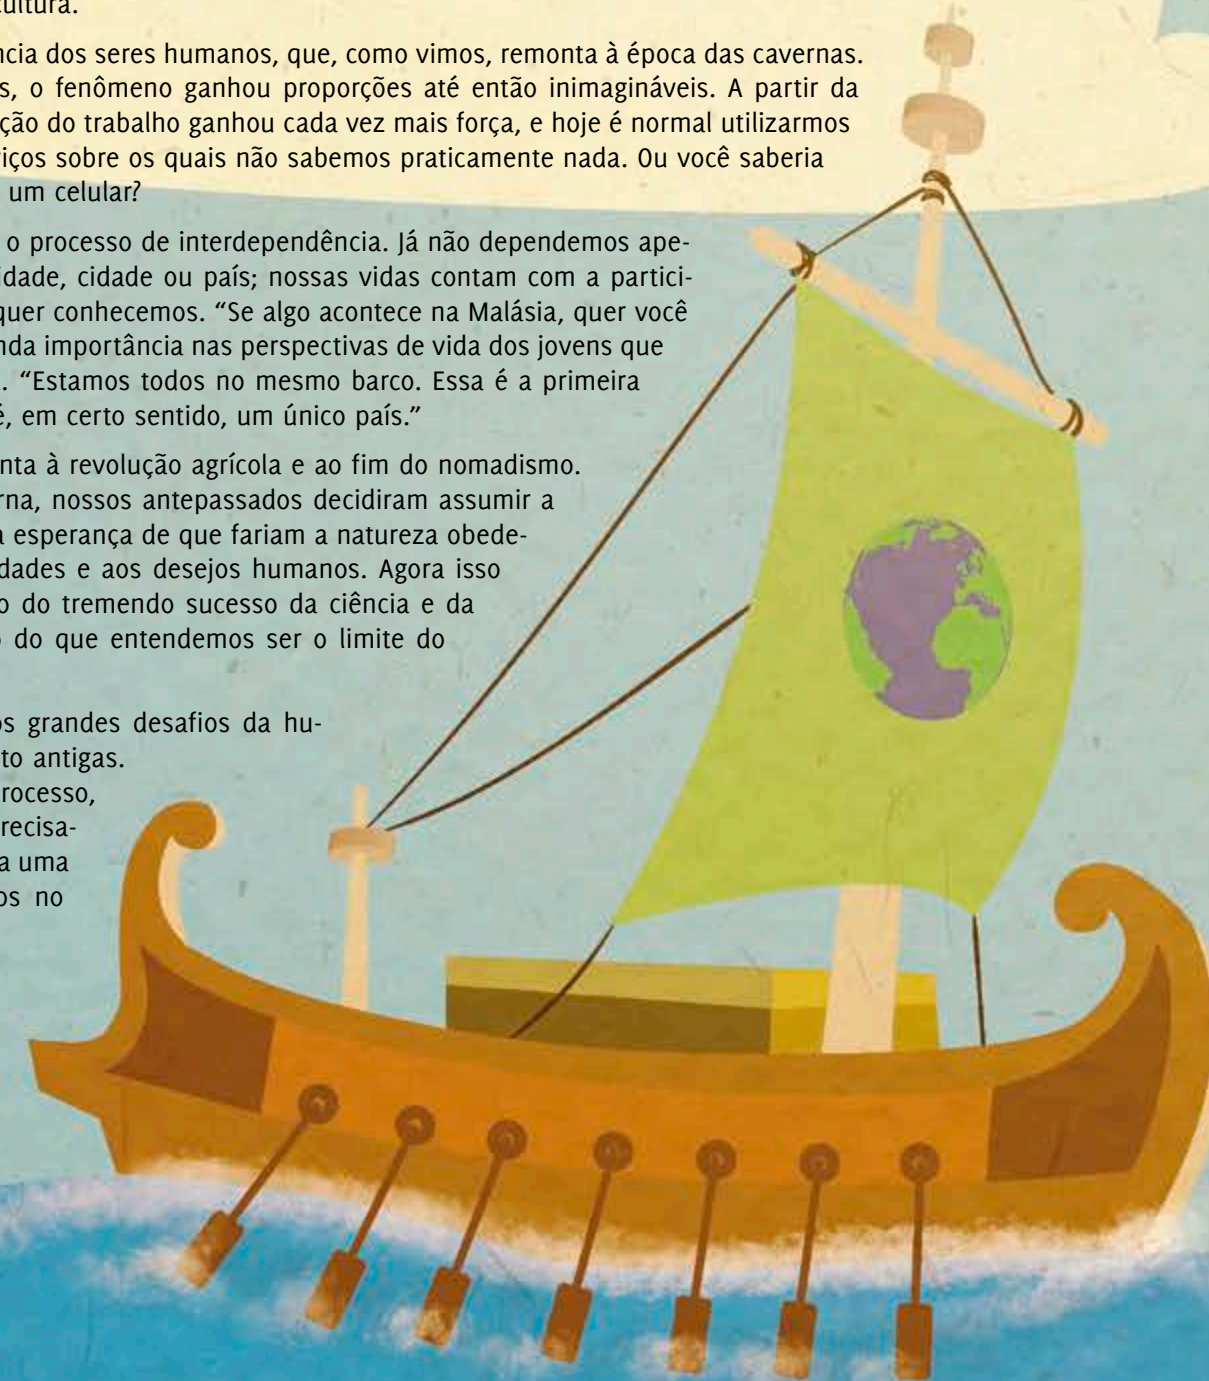 cultura.
ncia dos seres humanos, que, como vimos, remonta à época das cavernas.
s, o fenômeno ganhou proporções até então inimagináveis. A partir da
ção do trabalho ganhou cada vez mais força, e hoje é normal utilizarmos
iços sobre os quais não sabemos praticamente nada. Ou você saberia
um celular?
o processo de interdependência. Já não dependemos ape-
idade, cidade ou país; nossas vidas contam com a partici-
quer conhecemos. “Se algo acontece na Malásia, quer você
nda importância nas perspectivas de vida dos jovens que
. “Estamos todos no mesmo barco. Essa é a primeira
é, em certo sentido, um único país.”
nta à revolução agrícola e ao fim do nomadismo.
rna, nossos antepassados decidiram assumir a
a esperança de que fariam a natureza obede-
dades e aos desejos humanos. Agora isso
o do tremendo sucesso da ciência e da
o do que entendemos ser o limite do
os grandes desafios da hu-
to antigas.
rocesso,
recisa-
a uma
os no